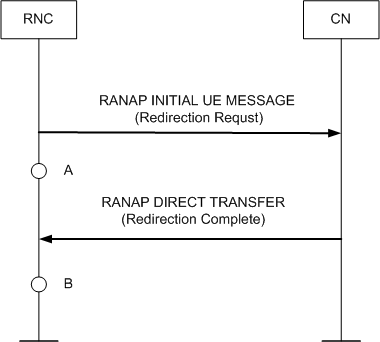 RNC
CN
RANAP INITIAL UE MESSAGE
(Redirection Requst)
A
RANAP DIRECT TRANSFER
(Redirection Complete)
B